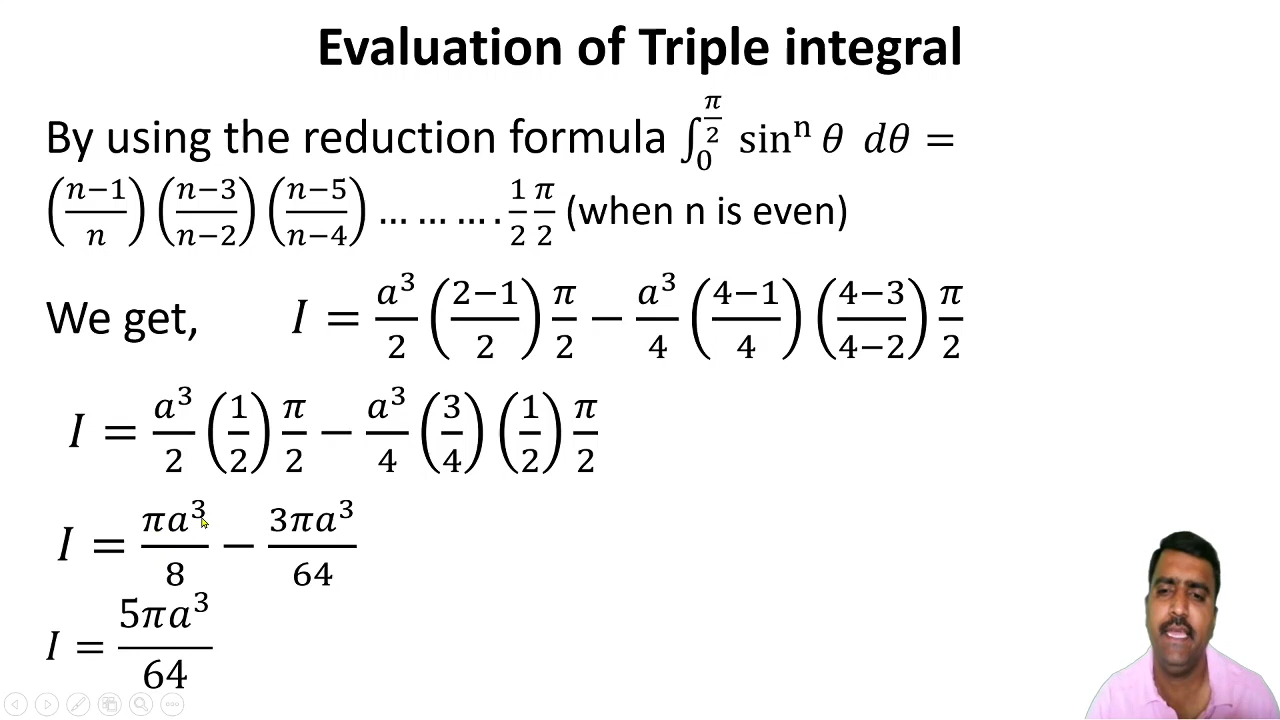 Evaluation of Triple integral
By using the reduction formula ∫₀^(π/2) sinⁿ θ dθ =
((n−1)/n) ((n−3)/(n−2)) ((n−5)/(n−4)) … … … . 1/2 π/2 (when n is even)
We get, I = a³/2 ((2−1)/2) π/2 − a³/4 ((4−1)/4) ((4−3)/(4−2)) π/2
I = a³/2 (1/2) π/2 − a³/4 (3/4) (1/2) π/2
I = πa³/8 − 3πa³/64
I = 5πa³/64